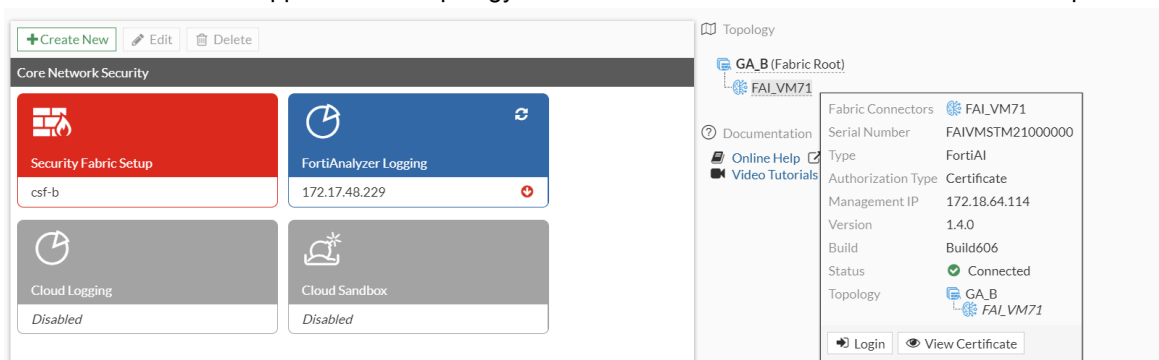 Create New Edit Delete
Core Network Security
Security Fabric Setup
csf-b
FortiAnalyzer Logging
172.17.48.229
Cloud Logging
Disabled
Cloud Sandbox
Disabled
Topology
GA_B (Fabric Root)
FAI_VM71
Documentation
Online Help
Video Tutorials
Fabric Connectors FAI_VM71
Serial Number FAIVMSTM21000000
Type FortiAI
Authorization Type Certificate
Management IP 172.18.64.114
Version 1.4.0
Build Build606
Status Connected
Topology GA_B
FAI_VM71
Login View Certificate